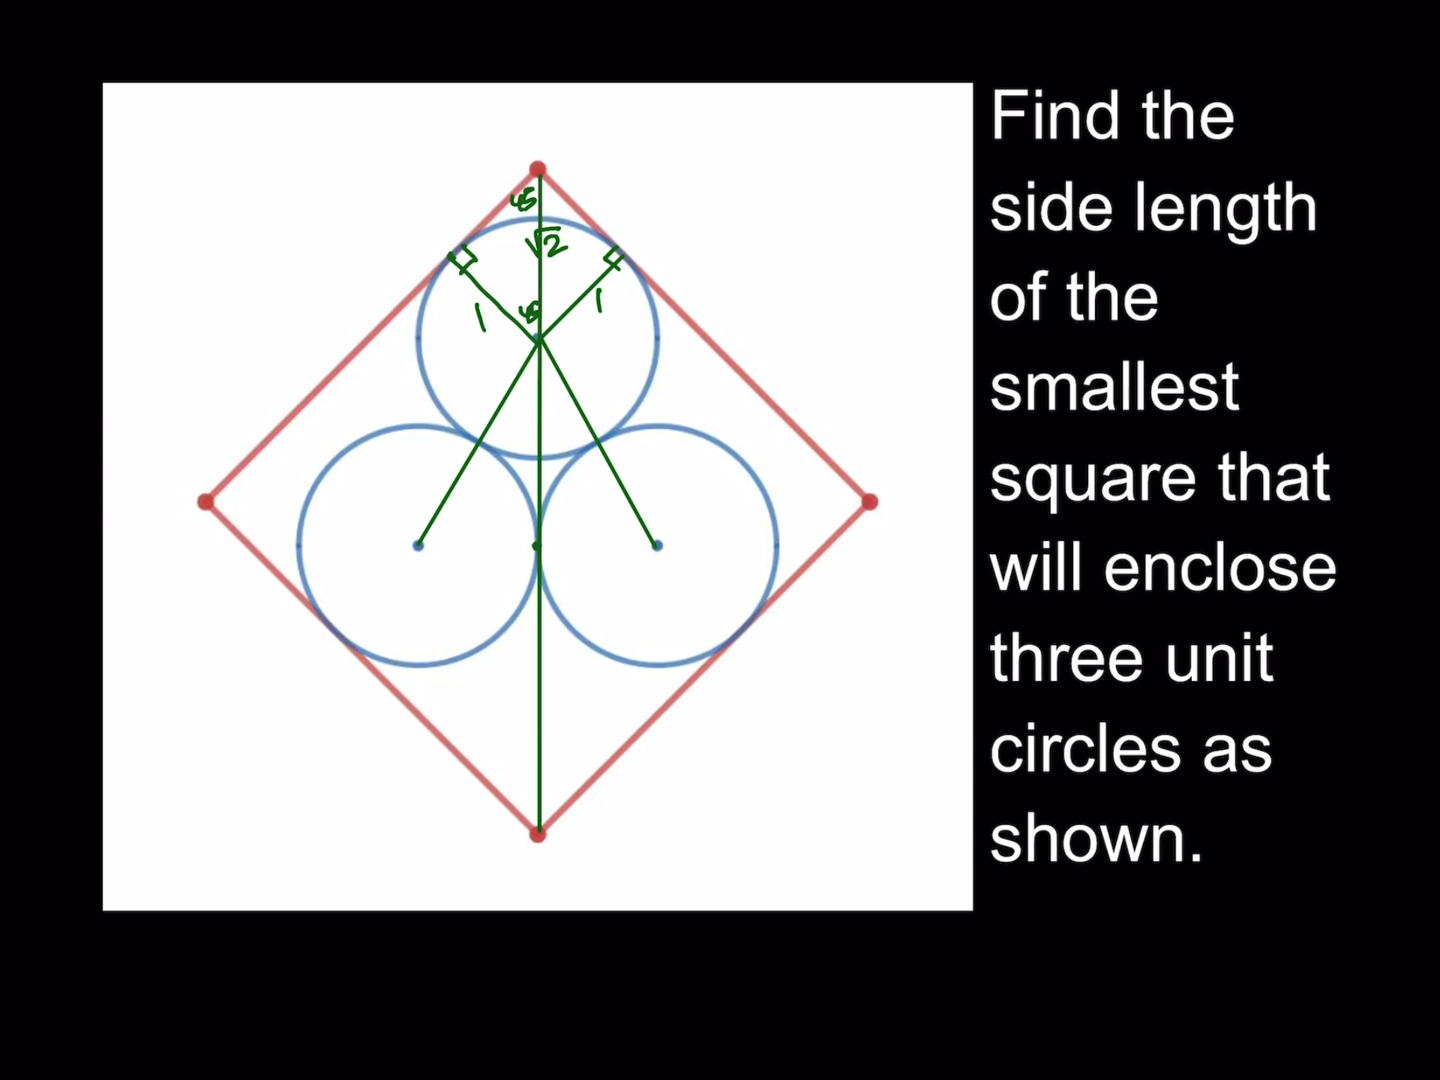 Find the
side length
of the
smallest
square that
will enclose
three unit
circles as
shown.
45
√2
1
45
1